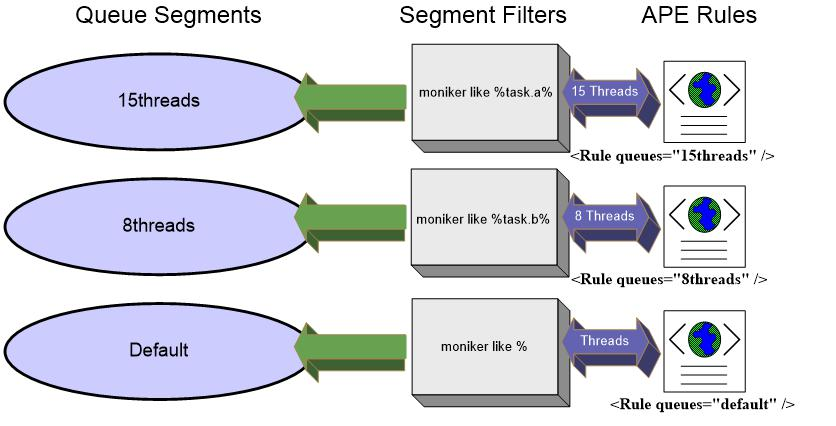 Queue Segments
Segment Filters
APE Rules
15threads
moniker like %task.a%
15 Threads
<Rule queues="15threads" />
8threads
moniker like %task.b%
8 Threads
<Rule queues="8threads" />
Default
moniker like %
Threads
<Rule queues="default" />